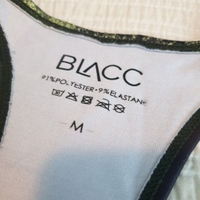 BLACC
91%POLYESTER • 9%ELASTAN
M